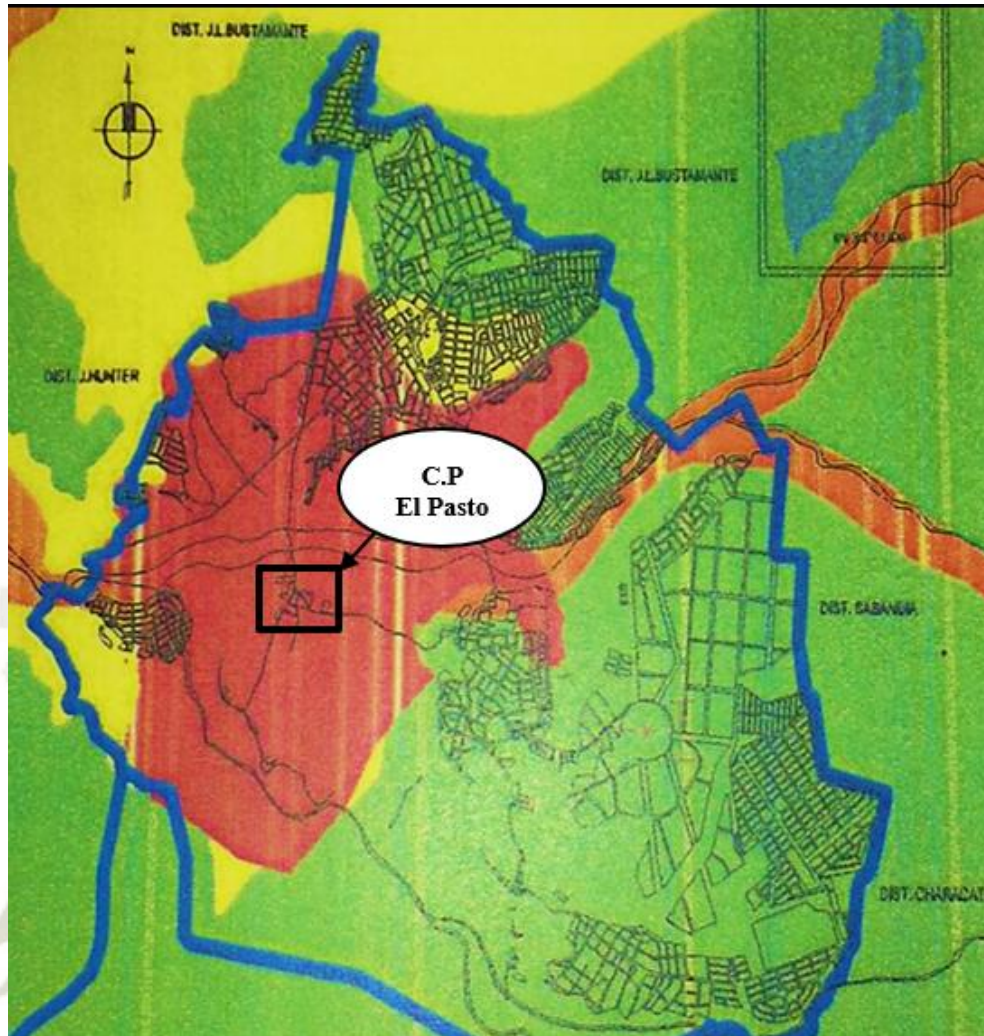 DIST. J.L.BUSTAMANTE
N
DIST. J.L.BUSTAMANTE
DIST. J.HUNTER
C.P
El Pasto
DIST. SABANDIA
DIST. CHARACAT